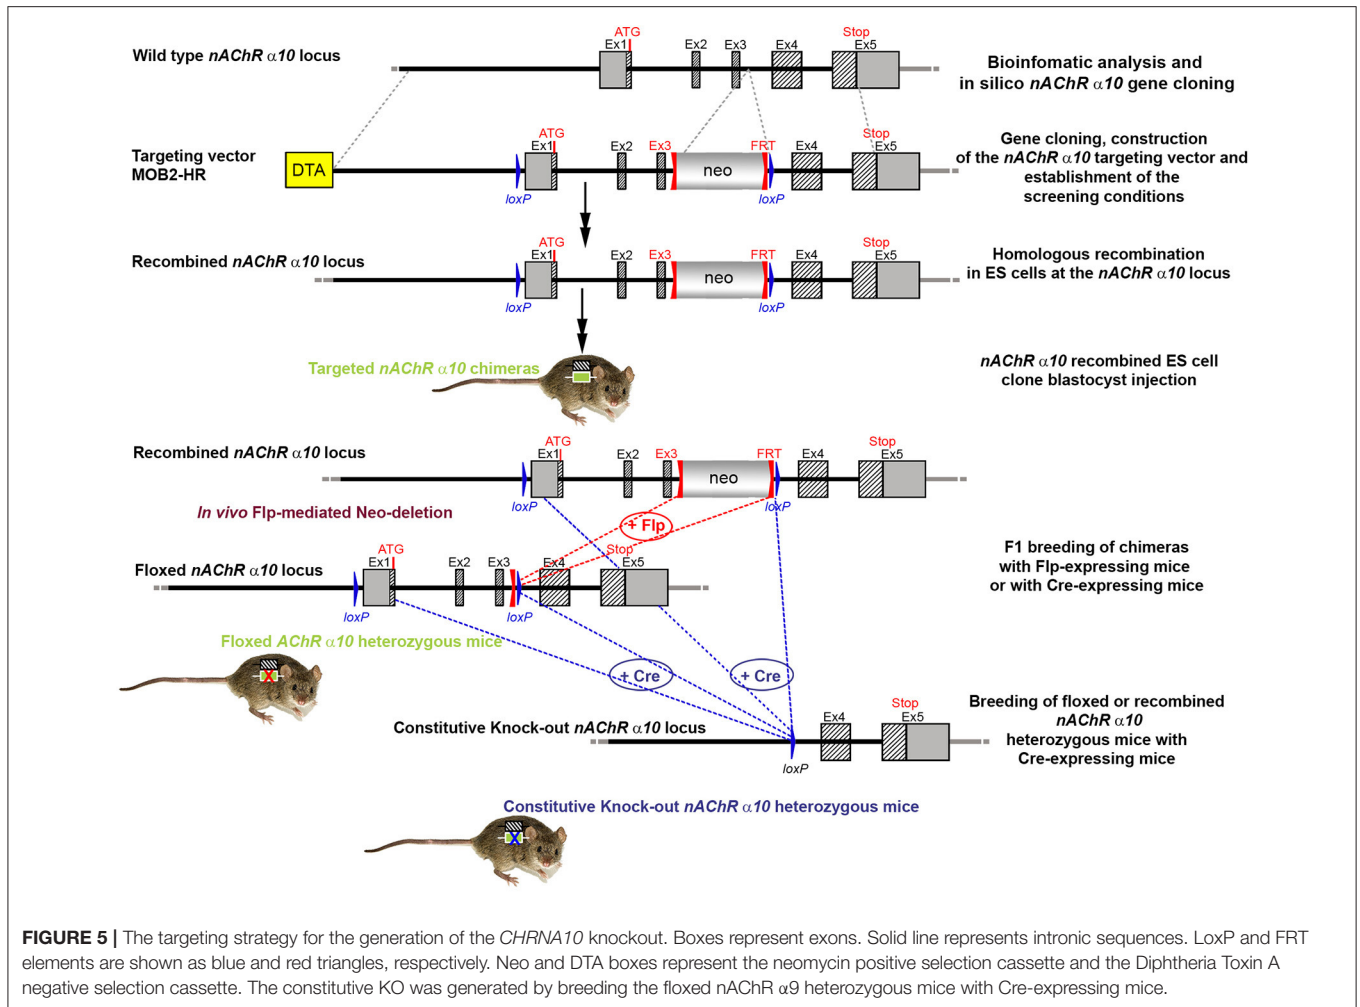 Wild type nAChR α10 locus
ATG
Ex1
Ex2
Ex3
Ex4
Stop
Ex5
Bioinfomatic analysis and
in silico nAChR α10 gene cloning
Targeting vector
MOB2-HR
DTA
loxP
ATG
Ex1
Ex2
Ex3
neo
FRT
loxP
Ex4
Stop
Ex5
Gene cloning, construction
of the nAChR α10 targeting vector and
establishment of the
screening conditions
Recombined nAChR α10 locus
loxP
ATG
Ex1
Ex2
Ex3
neo
FRT
loxP
Ex4
Stop
Ex5
Homologous recombination
in ES cells at the nAChR α10 locus
Targeted nAChR α10 chimeras
nAChR α10 recombined ES cell
clone blastocyst injection
Recombined nAChR α10 locus
loxP
ATG
Ex1
Ex2
Ex3
neo
FRT
loxP
Ex4
Stop
Ex5
In vivo Flp-mediated Neo-deletion
+ Flp
Floxed nAChR α10 locus
loxP
ATG
Ex1
Ex2
Ex3
loxP
Ex4
Stop
Ex5
F1 breeding of chimeras
with Flp-expressing mice
or with Cre-expressing mice
Floxed AChR α10 heterozygous mice
+ Cre
+ Cre
Constitutive Knock-out nAChR α10 locus
loxP
Ex4
Stop
Ex5
Breeding of floxed or recombined
nAChR α10
heterozygous mice with
Cre-expressing mice
Constitutive Knock-out nAChR α10 heterozygous mice
FIGURE 5 | The targeting strategy for the generation of the CHRNA10 knockout. Boxes represent exons. Solid line represents intronic sequences. LoxP and FRT
elements are shown as blue and red triangles, respectively. Neo and DTA boxes represent the neomycin positive selection cassette and the Diphtheria Toxin A
negative selection cassette. The constitutive KO was generated by breeding the floxed nAChR α9 heterozygous mice with Cre-expressing mice.